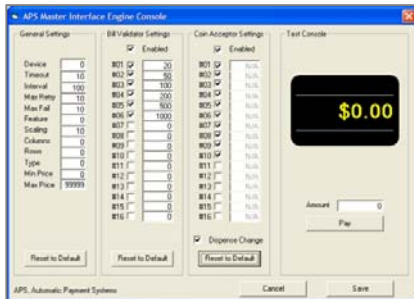 APS Master Interface Engine Console
General Settings
Device 0
Timeout 10
Interval 100
Max Retry 10
Max Fail 10
Feature 0
Scaling 10
Columns 0
Rows 0
Type 0
Min Price 0
Max Price 99999
Reset to Default
Bill Validator Settings
Enabled
#01 20
#02 50
#03 100
#04 200
#05 500
#06 1000
#07 0
#08 0
#09 0
#10 0
#11 0
#12 0
#13 0
#14 0
#15 0
#16 0
Reset to Default
Coin Acceptor Settings
Enabled
#01 N/A
#02 N/A
#03 N/A
#04 N/A
#05 N/A
#06 N/A
#07 N/A
#08 N/A
#09 N/A
#10 N/A
#11 N/A
#12 N/A
#13 N/A
#14 N/A
#15 N/A
#16 N/A
Dispense Change
Reset to Default
Test Console
$0.00
Amount 0
Pay
APS, Automatic Payment Systems
Cancel
Save